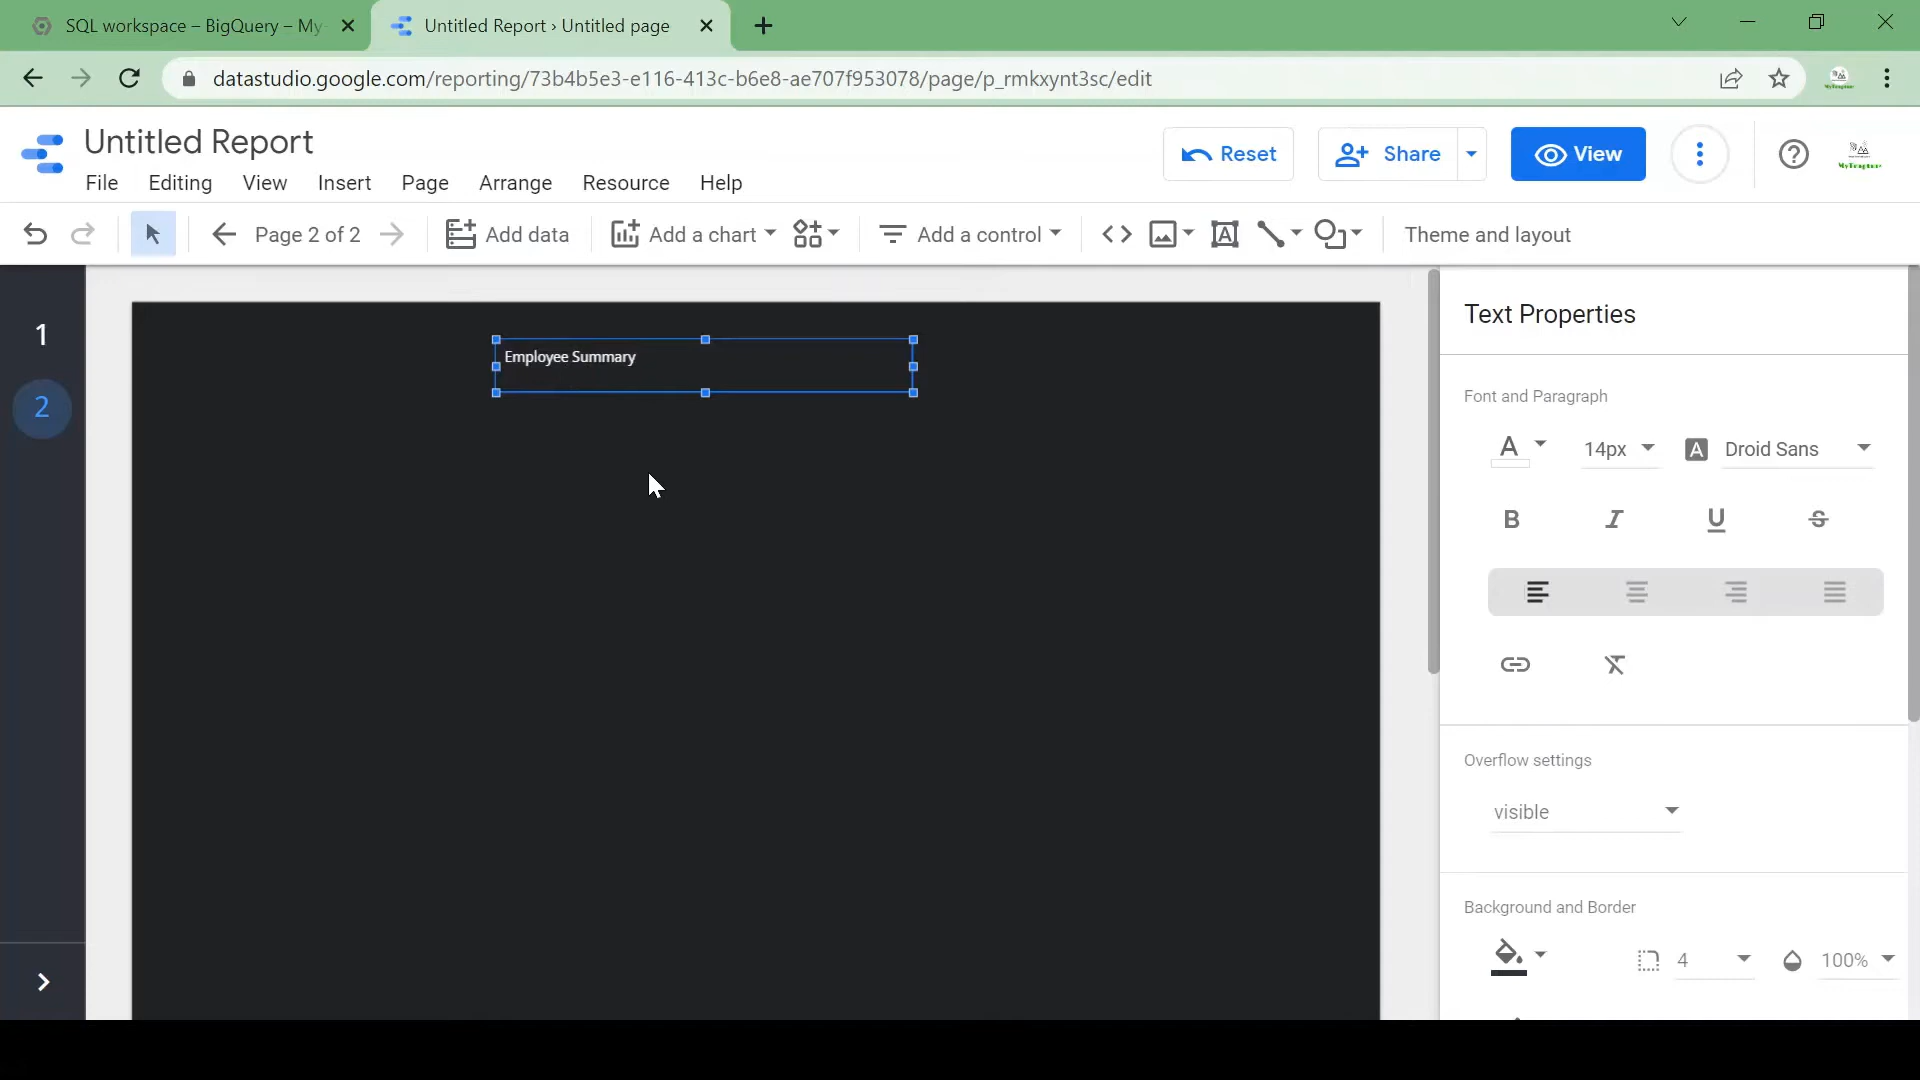 SQL workspace – BigQuery – My
Untitled Report › Untitled page
datastudio.google.com/reporting/73b4b5e3-e116-413c-b6e8-ae707f953078/page/p_rmkxynt3sc/edit
Untitled Report
Reset
Share
View
File
Editing
View
Insert
Page
Arrange
Resource
Help
Page 2 of 2
Add data
Add a chart
Add a control
Theme and layout
1
2
Employee Summary
Text Properties
Font and Paragraph
A
14px
A
Droid Sans
B
I
U
S
Overflow settings
visible
Background and Border
4
100%